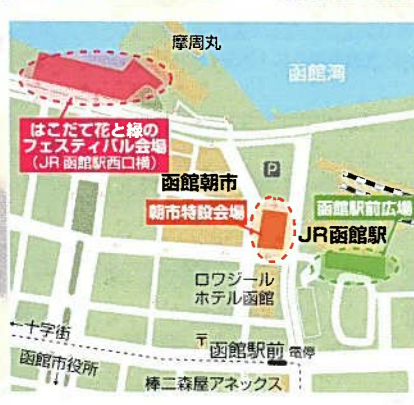 摩周丸
函館湾
はこだて花と緑の
フェスティバル会場
(JR函館駅西口横)
P
函館朝市
朝市特設会場
函館駅前広場
JR函館駅
ロワジール
ホテル函館
←十字街
〒
函館駅前 電停
函館市役所
↓
棒二森屋アネックス